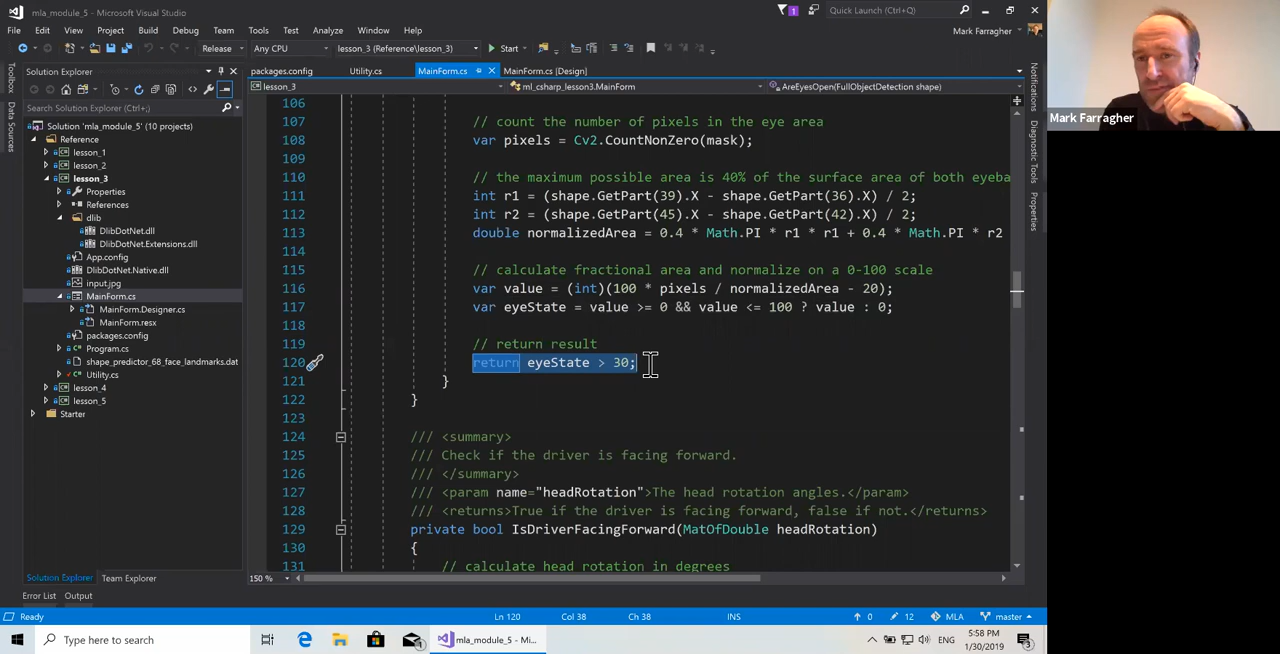 mla_module_5 - Microsoft Visual Studio
1
Quick Launch (Ctrl+Q)
File Edit View Project Build Debug Team Tools Test Analyze Window Help
Mark Farragher
Release Any CPU lesson_3 (Reference\lesson_3) Start
Toolbox
Data Sources
Solution Explorer
Search Solution Explorer (Ctrl+;)
Solution 'mla_module_5' (10 projects)
Reference
lesson_1
lesson_2
lesson_3
Properties
References
dlib
DlibDotNet.dll
DlibDotNet.Extensions.dll
App.config
DlibDotNet.Native.dll
input.jpg
MainForm.cs
MainForm.Designer.cs
MainForm.resx
packages.config
Program.cs
shape_predictor_68_face_landmarks.dat
Utility.cs
lesson_4
lesson_5
Starter
Solution Explorer Team Explorer
packages.config Utility.cs MainForm.cs MainForm.cs [Design]
lesson_3 ml_csharp_lesson3.MainForm AreEyesOpen(FullObjectDetection shape)
106
107 // count the number of pixels in the eye area
108 var pixels = Cv2.CountNonZero(mask);
109
110 // the maximum possible area is 40% of the surface area of both eyeba
111 int r1 = (shape.GetPart(39).X - shape.GetPart(36).X) / 2;
112 int r2 = (shape.GetPart(45).X - shape.GetPart(42).X) / 2;
113 double normalizedArea = 0.4 * Math.PI * r1 * r1 + 0.4 * Math.PI * r2
114
115 // calculate fractional area and normalize on a 0-100 scale
116 var value = (int)(100 * pixels / normalizedArea - 20);
117 var eyeState = value >= 0 && value <= 100 ? value : 0;
118
119 // return result
120 return eyeState > 30;
121 }
122 }
123
124 /// <summary>
125 /// Check if the driver is facing forward.
126 /// </summary>
127 /// <param name="headRotation">The head rotation angles.</param>
128 /// <returns>True if the driver is facing forward, false if not.</returns>
129 private bool IsDriverFacingForward(MatOfDouble headRotation)
130 {
131 // calculate head rotation in degrees
150 %
Notifications
Diagnostic Tools
Properties
Mark Farragher
Error List Output
Ready Ln 120 Col 38 Ch 38 INS 0 12 MLA master
Type here to search
1
mla_module_5 - Mi...
ENG
5:58 PM
1/30/2019
3